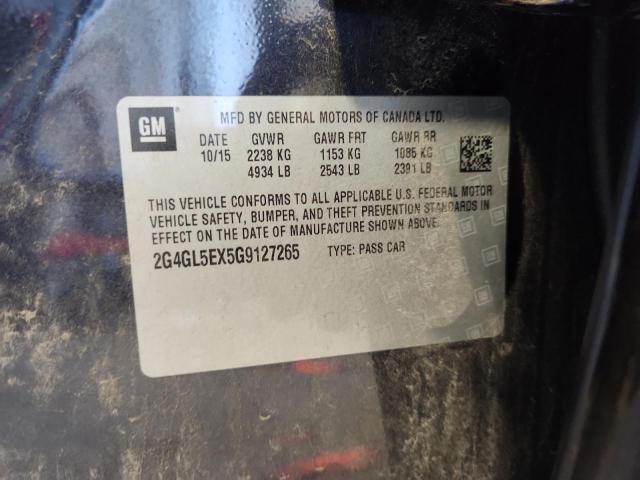 GM
MFD BY GENERAL MOTORS OF CANADA LTD.
DATE GVWR GAWR FRT GAWR RR
10/15 2238 KG 1153 KG 1085 KG
4934 LB 2543 LB 2391 LB
THIS VEHICLE CONFORMS TO ALL APPLICABLE U.S. FEDERAL MOTOR
VEHICLE SAFETY, BUMPER, AND THEFT PREVENTION STANDARDS IN
EFFECT ON THE DATE OF MANUFACTURE SHOWN ABOVE.
2G4GL5EX5G9127265 TYPE: PASS CAR